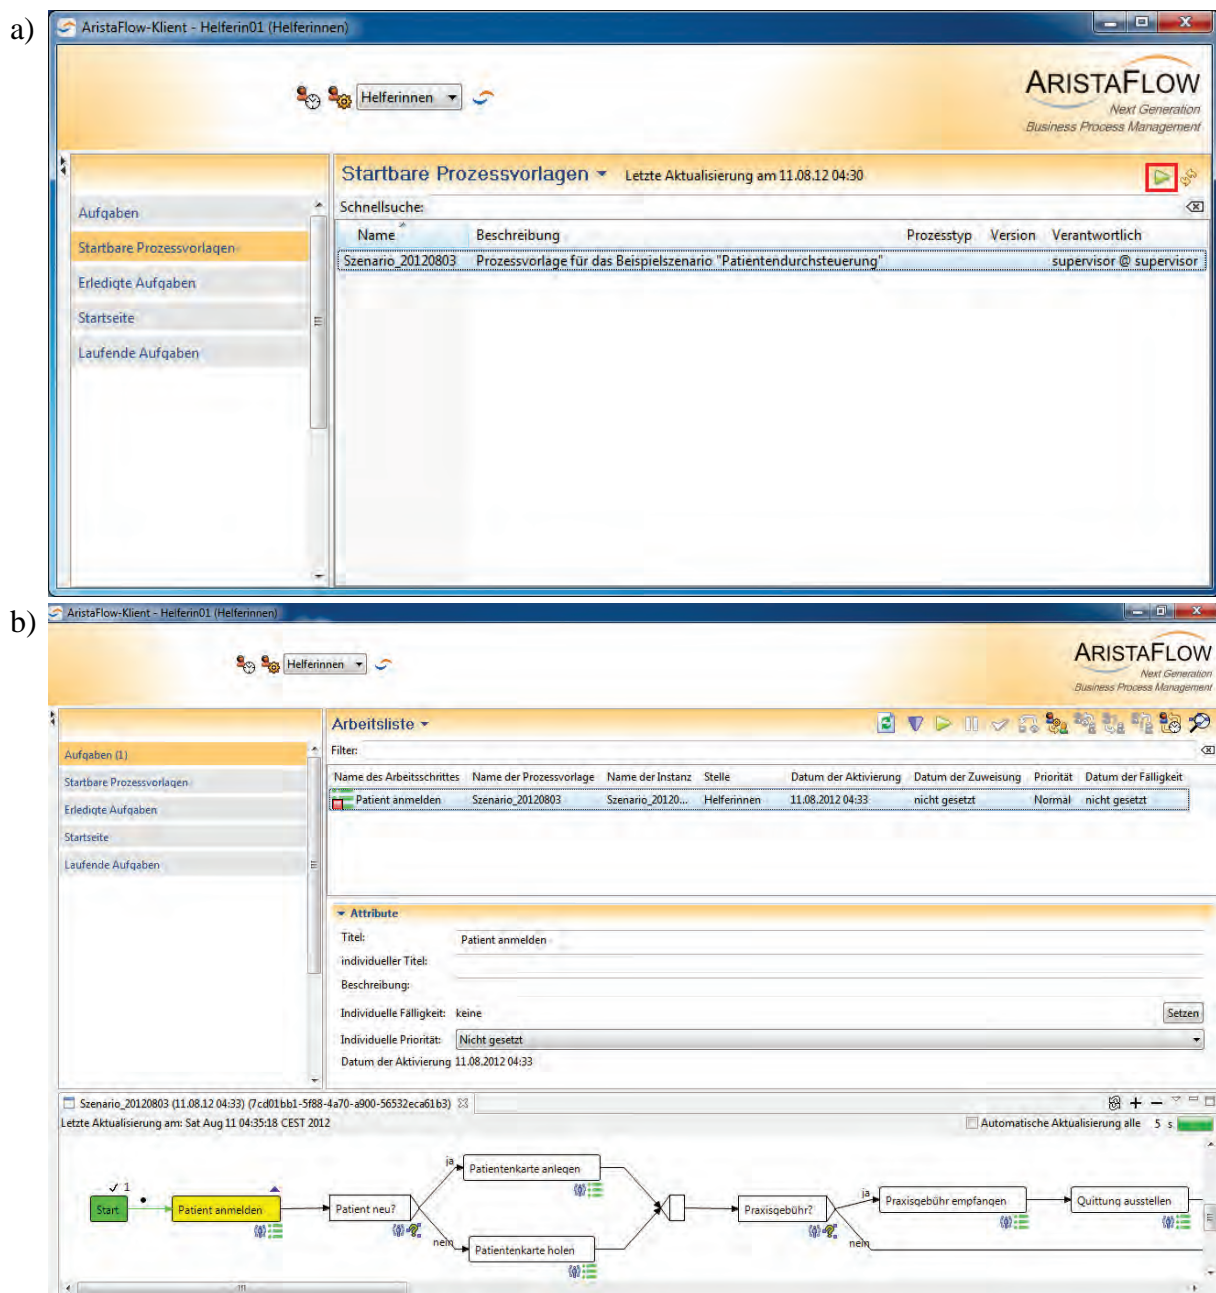 a)
AristaFlow-Klient - Helferin01 (Helferinnen)
Helferinnen
ARISTAFLOW
Next Generation
Business Process Management
Startbare Prozessvorlagen Letzte Aktualisierung am 11.08.12 04:30
Aufgaben
Startbare Prozessvorlagen
Erledigte Aufgaben
Startseite
Laufende Aufgaben
Schnellsuche:
Name Beschreibung Prozesstyp Version Verantwortlich
Szenario_20120803 Prozessvorlage für das Beispielszenario "Patientendurchsteuerung" supervisor @ supervisor
b)
AristaFlow-Klient - Helferin01 (Helferinnen)
Helferinnen
ARISTAFLOW
Next Generation
Business Process Management
Arbeitsliste
Aufgaben (1)
Startbare Prozessvorlagen
Erledigte Aufgaben
Startseite
Laufende Aufgaben
Filter:
Name des Arbeitsschrittes Name der Prozessvorlage Name der Instanz Stelle Datum der Aktivierung Datum der Zuweisung Priorität Datum der Fälligkeit
Patient anmelden Szenario_20120803 Szenario_20120... Helferinnen 11.08.2012 04:33 nicht gesetzt Normal nicht gesetzt
Attribute
Titel: Patient anmelden
individueller Titel:
Beschreibung:
Individuelle Fälligkeit: keine Setzen
Individuelle Priorität: Nicht gesetzt
Datum der Aktivierung 11.08.2012 04:33
Szenario_20120803 (11.08.12 04:33) (7cd01bb1-5f88-4a70-a900-56532eca61b3)
Letzte Aktualisierung am: Sat Aug 11 04:35:18 CEST 2012 Automatische Aktualisierung alle 5 s
1
Start
Patient anmelden
Patient neu?
ja
Patientenkarte anlegen
nein
Patientenkarte holen
Praxisgebühr?
ja
Praxisgebühr empfangen
Quittung ausstellen
nein